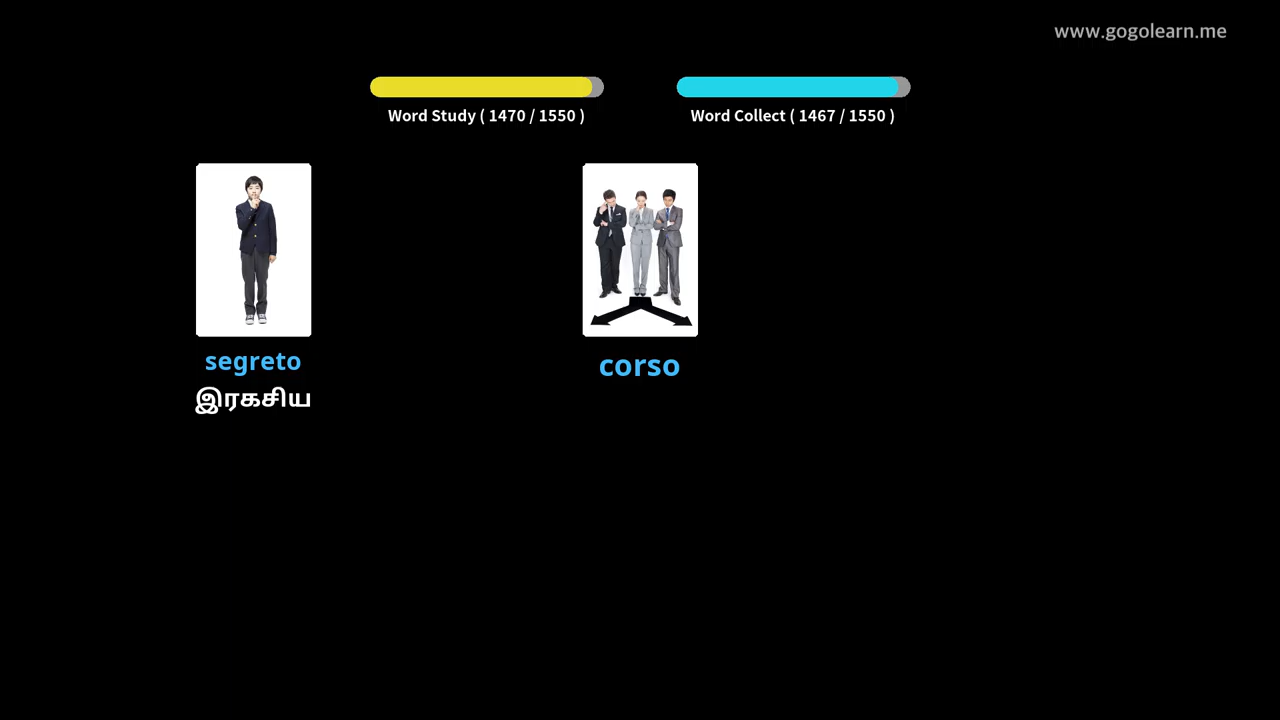 www.gogolearn.me
Word Study ( 1470 / 1550 )
Word Collect ( 1467 / 1550 )
segreto
இரகசிய
corso